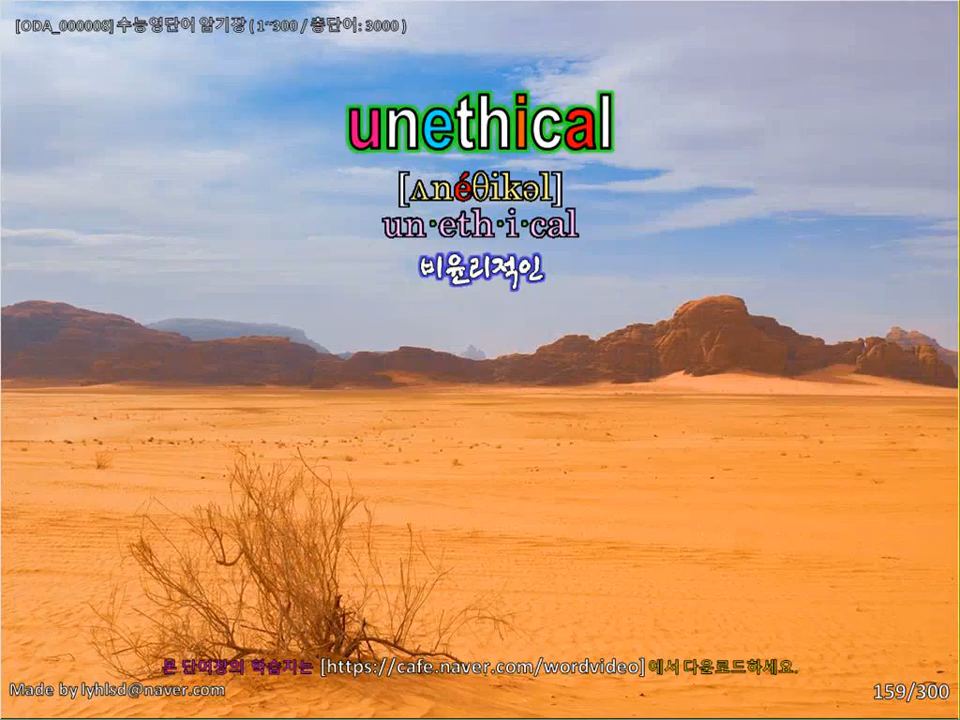 [ODA_000008] 수능영단어 암기장 ( 1~300 / 총단어: 3000 )
unethical
[ʌnéθikəl]
un·eth·i·cal
비윤리적인
본 단어장의 학습지는 [https://cafe.naver.com/wordvideo] 에서 다운로드하세요.
Made by lyhlsd@naver.com
159/300